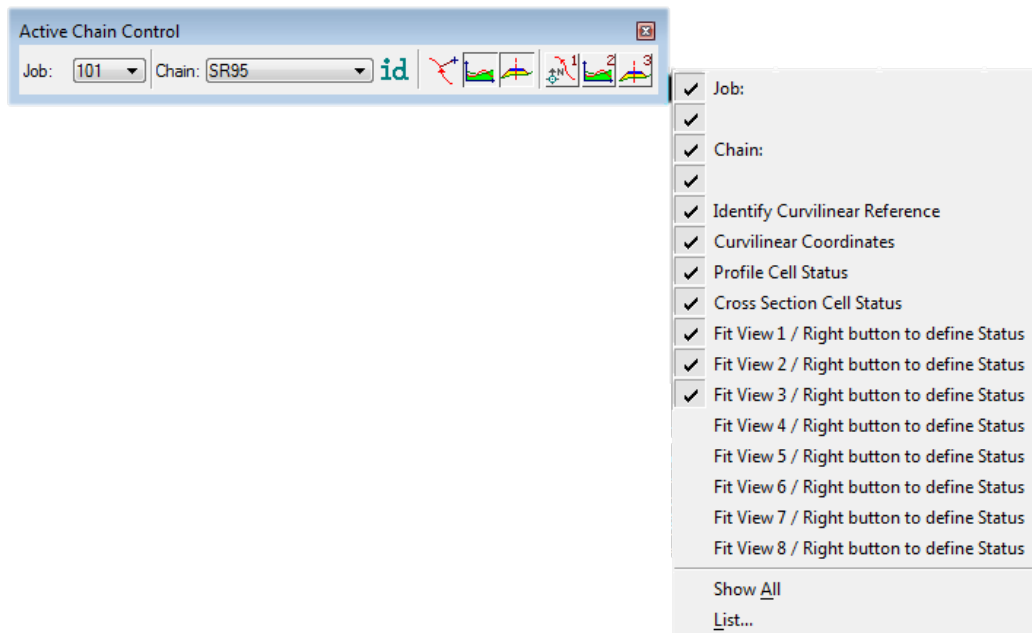 Active Chain Control
Job: 101 Chain: SR95 id 1 2 3
Job:
Chain:
Identify Curvilinear Reference
Curvilinear Coordinates
Profile Cell Status
Cross Section Cell Status
Fit View 1 / Right button to define Status
Fit View 2 / Right button to define Status
Fit View 3 / Right button to define Status
Fit View 4 / Right button to define Status
Fit View 5 / Right button to define Status
Fit View 6 / Right button to define Status
Fit View 7 / Right button to define Status
Fit View 8 / Right button to define Status
Show All
List...